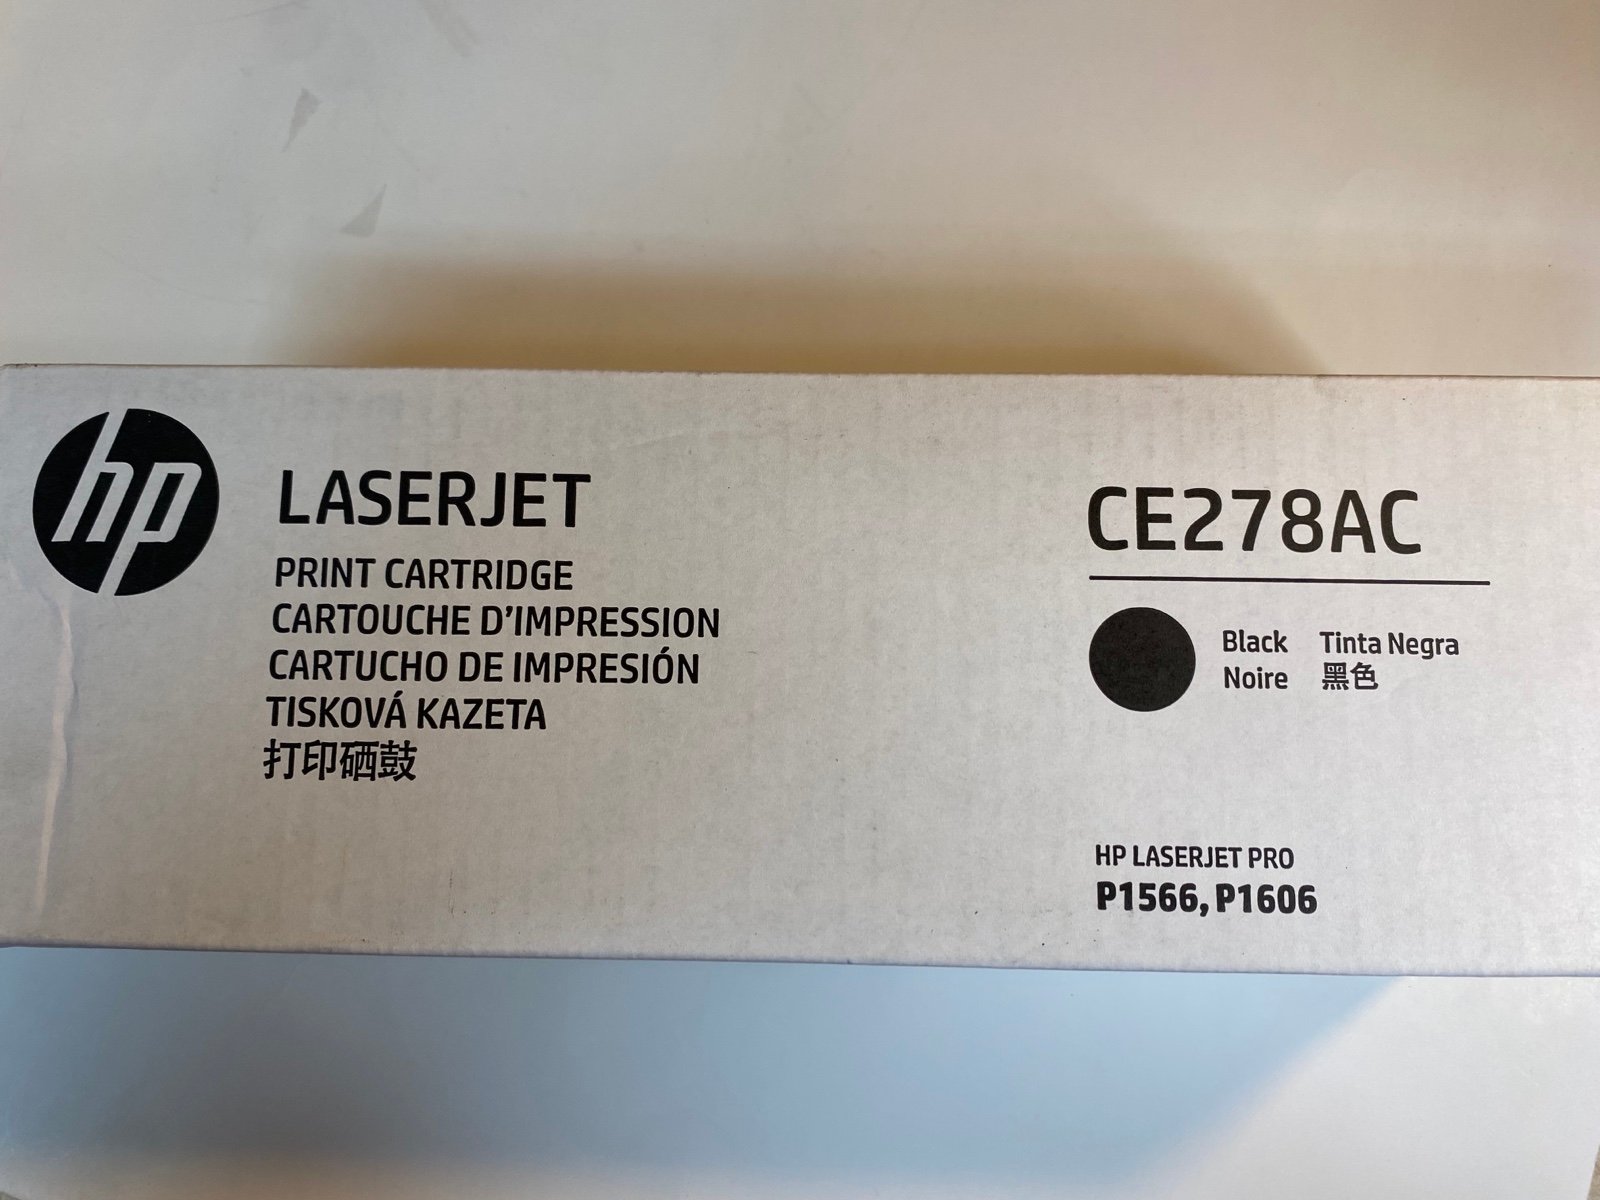 hp
LASERJET
PRINT CARTRIDGE
CARTOUCHE D'IMPRESSION
CARTUCHO DE IMPRESIÓN
TISKOVÁ KAZETA
打印硒鼓
CE278AC
Black Tinta Negra
Noire 黑色
HP LASERJET PRO
P1566, P1606